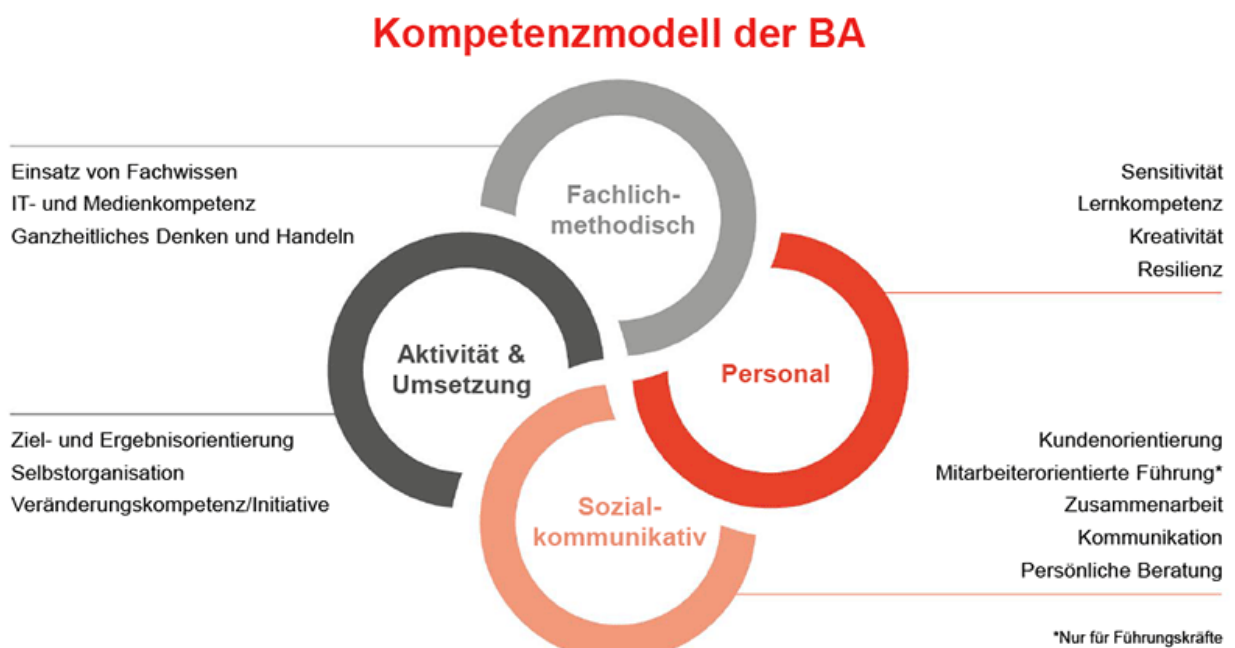 Kompetenzmodell der BA
Einsatz von Fachwissen
IT- und Medienkompetenz
Ganzheitliches Denken und Handeln
Fachlich-
methodisch
Sensitivität
Lernkompetenz
Kreativität
Resilienz
Aktivität &
Umsetzung
Personal
Ziel- und Ergebnisorientierung
Selbstorganisation
Veränderungskompetenz/Initiative
Sozial-
kommunikativ
Kundenorientierung
Mitarbeiterorientierte Führung*
Zusammenarbeit
Kommunikation
Persönliche Beratung
*Nur für Führungskräfte